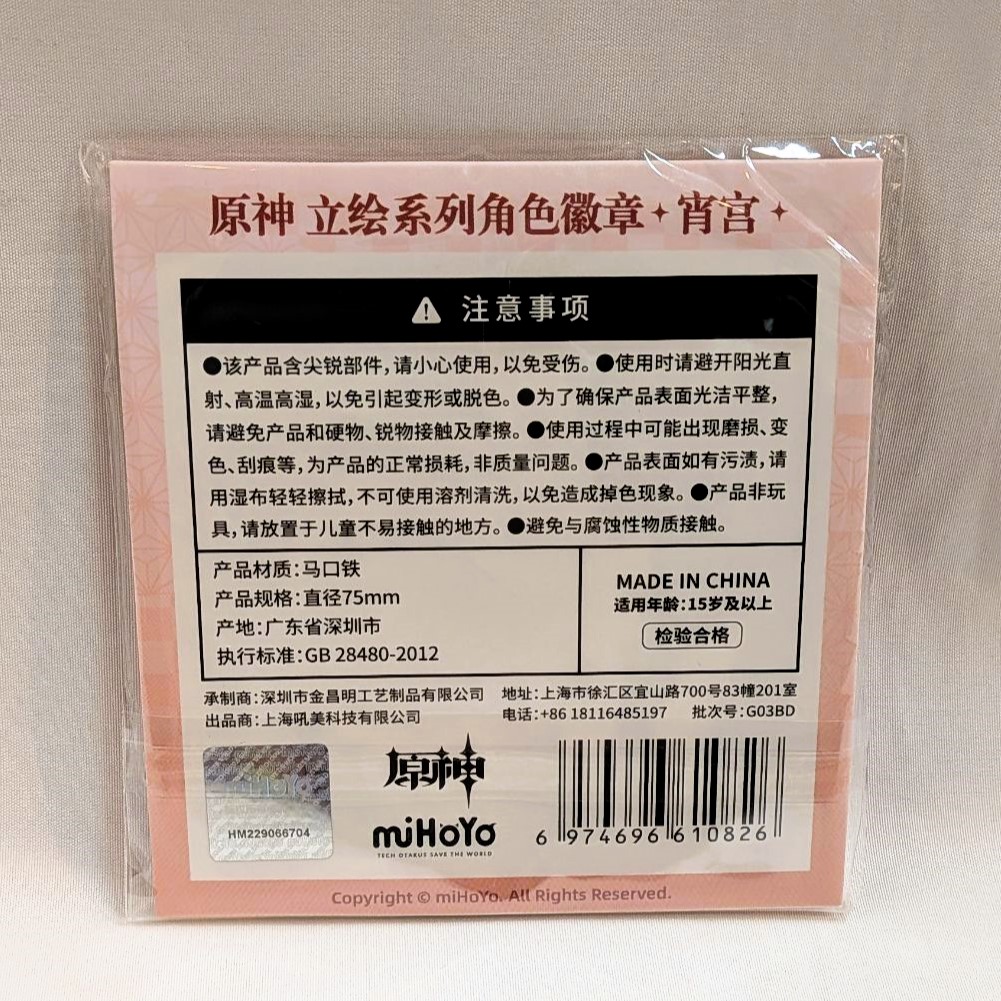 原神 立绘系列角色徽章✦宵宫✦
注意事项
●该产品含尖锐部件,请小心使用,以免受伤。●使用时请避开阳光直
射、高温高湿,以免引起变形或脱色。●为了确保产品表面光洁平整,
请避免产品和硬物、锐物接触及摩擦。●使用过程中可能出现磨损、变
色、刮痕等,为产品的正常损耗,非质量问题。●产品表面如有污渍,请
用湿布轻轻擦拭,不可使用溶剂清洗,以免造成掉色现象。●产品非玩
具,请放置于儿童不易接触的地方。●避免与腐蚀性物质接触。
产品材质:马口铁
产品规格:直径75mm
产地:广东省深圳市
执行标准:GB 28480-2012
MADE IN CHINA
适用年龄:15岁及以上
检验合格
承制商:深圳市金昌明工艺制品有限公司
出品商:上海吼美科技有限公司
地址:上海市徐汇区宜山路700号83幢201室
电话:+86 18116485197 批次号:G03BD
miHoYo
HM229066704
原神
miHoYo
TECH OTAKUS SAVE THE WORLD
6 974696 610826
Copyright © miHoYo. All Rights Reserved.